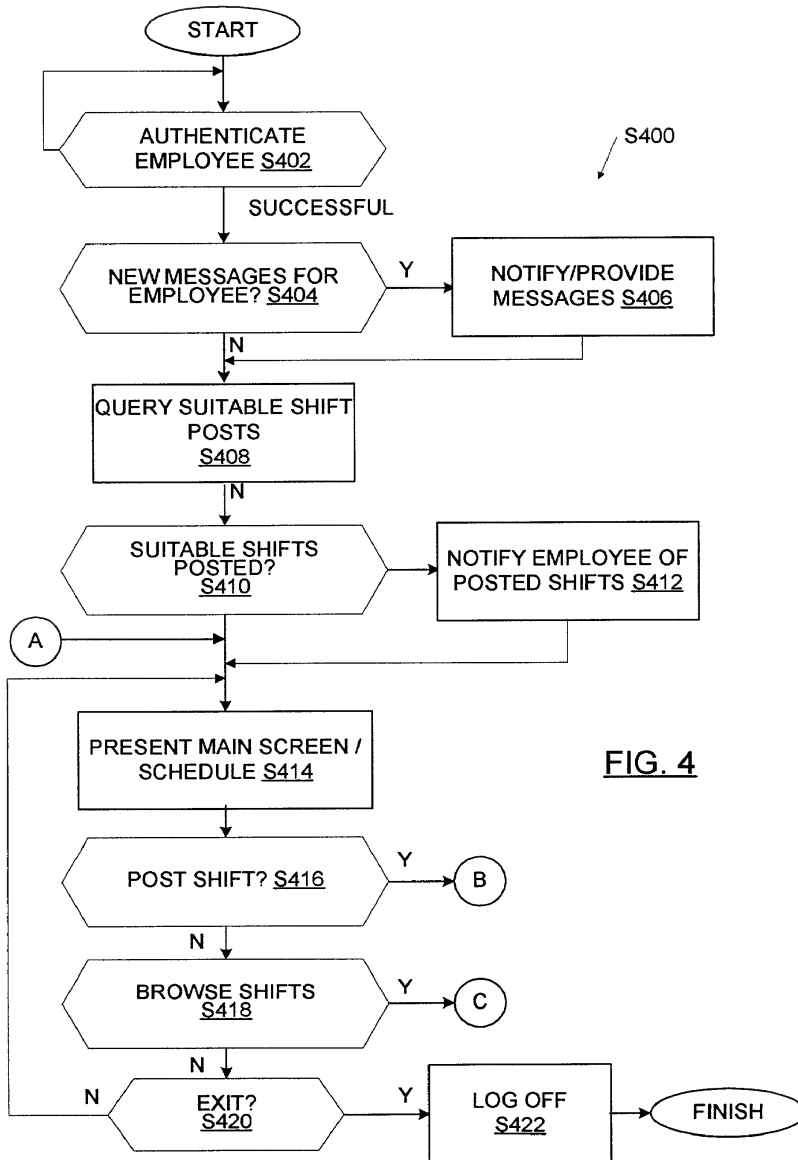 START
AUTHENTICATE
EMPLOYEE S402
S400
SUCCESSFUL
NEW MESSAGES FOR
EMPLOYEE? S404
Y
NOTIFY/PROVIDE
MESSAGES S406
N
QUERY SUITABLE SHIFT
POSTS
S408
N
SUITABLE SHIFTS
POSTED?
S410
NOTIFY EMPLOYEE OF
POSTED SHIFTS S412
A
PRESENT MAIN SCREEN /
SCHEDULE S414
FIG. 4
POST SHIFT? S416
Y
B
N
BROWSE SHIFTS
S418
Y
C
N
N
EXIT?
S420
Y
LOG OFF
S422
FINISH